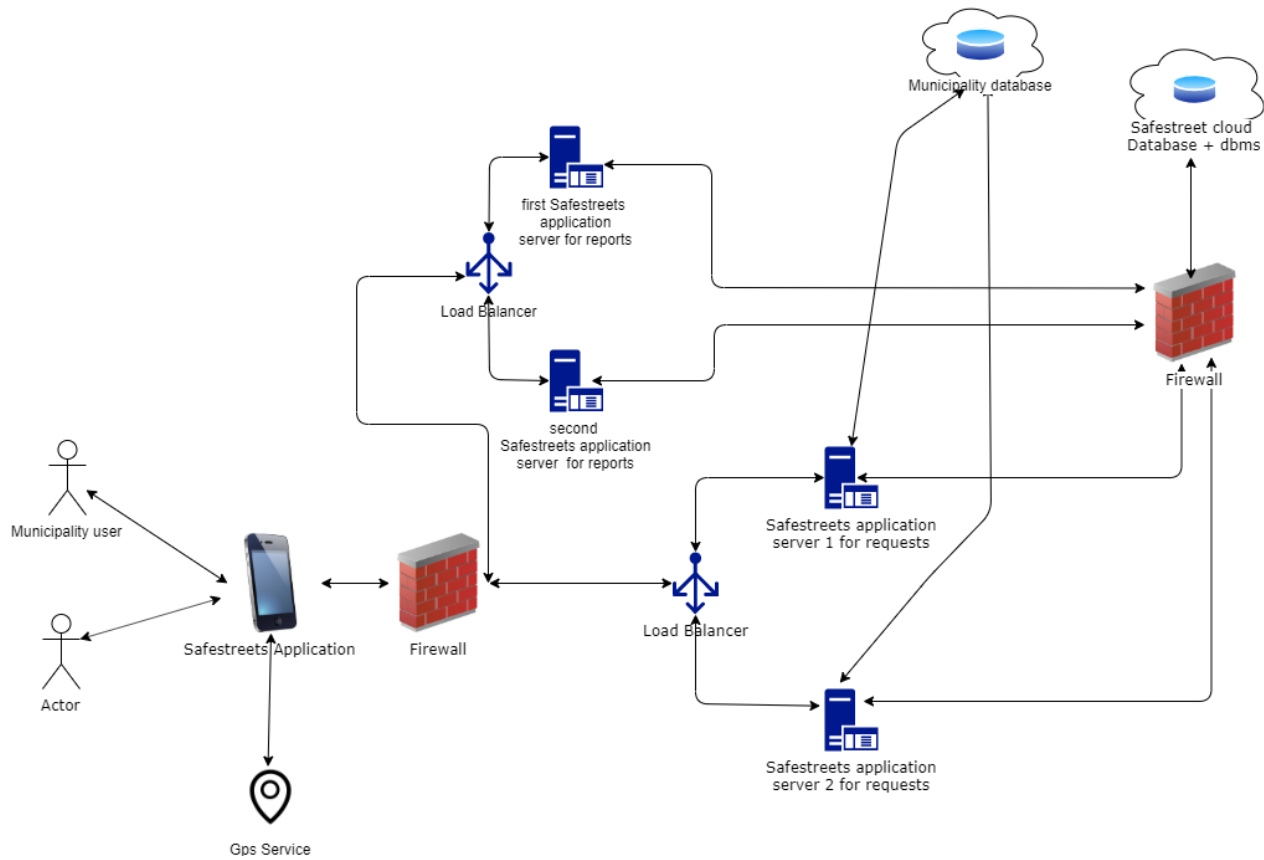 Municipality database
Safestreet cloud
Database + dbms
first Safestreets
application
server for reports
Load Balancer
Firewall
second
Safestreets application
server for reports
Municipality user
Safestreets application
server 1 for requests
Load Balancer
Safestreets Application
Firewall
Actor
Safestreets application
server 2 for requests
Gps Service